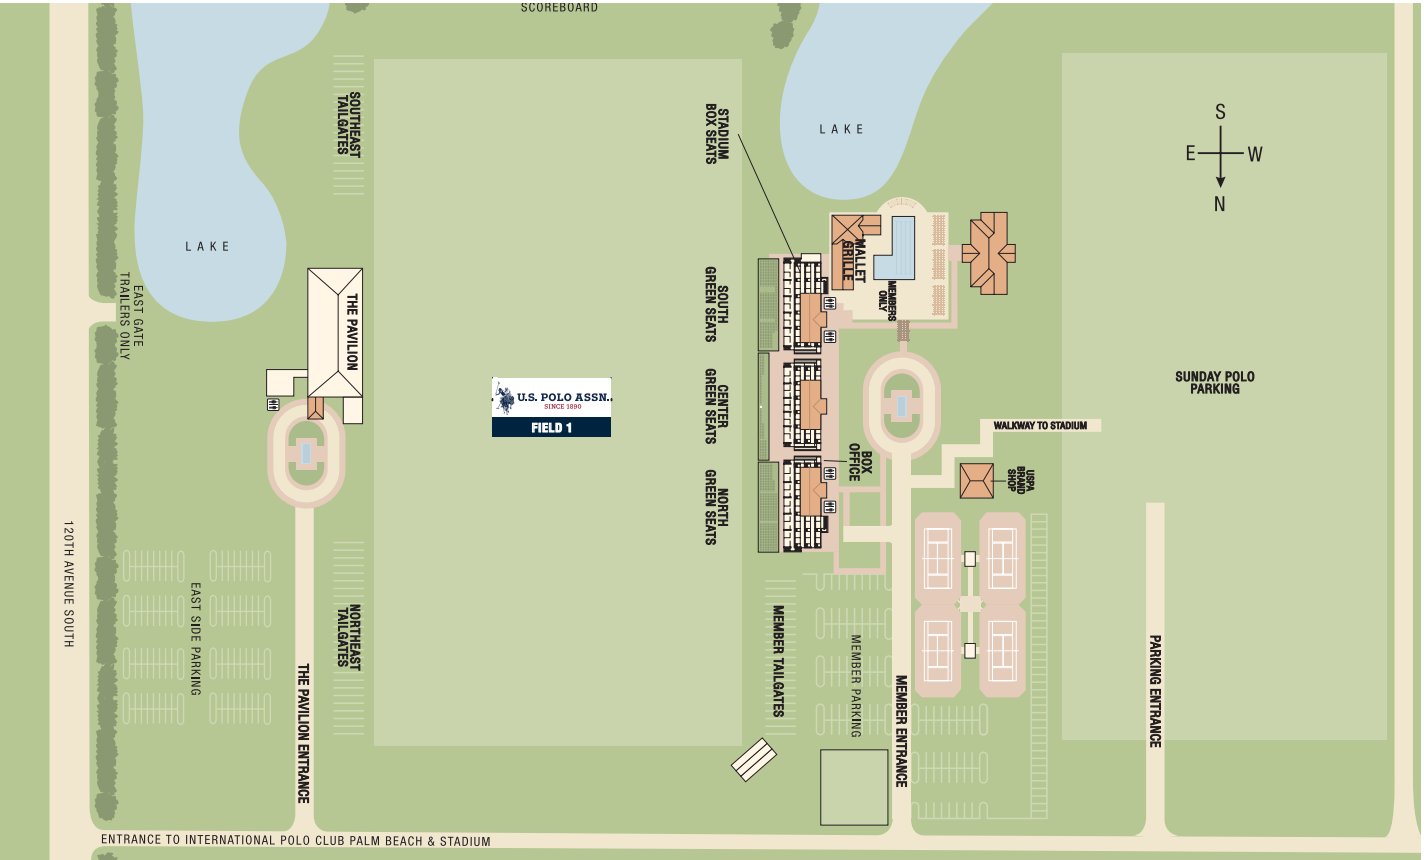 SCOREBOARD
SOUTHEAST
TAILGATES
STADIUM
BOX SEATS
LAKE
S
E
W
N
LAKE
MALLET
GRILLE
MEMBERS
ONLY
EAST GATE
TRAILERS ONLY
THE PAVILION
SOUTH
GREEN SEATS
CENTER
GREEN SEATS
NORTH
GREEN SEATS
U.S. POLO ASSN.
SINCE 1890
FIELD 1
SUNDAY POLO
PARKING
WALKWAY TO STADIUM
BOX
OFFICE
USPA
BRAND
SHOP
120TH AVENUE SOUTH
EAST SIDE PARKING
NORTHEAST
TAILGATES
THE PAVILION ENTRANCE
MEMBER TAILGATES
MEMBER PARKING
MEMBER ENTRANCE
PARKING ENTRANCE
ENTRANCE TO INTERNATIONAL POLO CLUB PALM BEACH & STADIUM